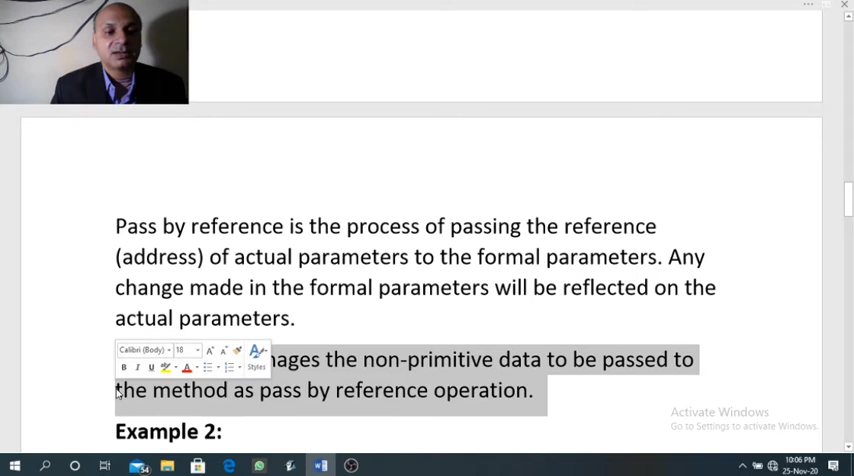 Pass by reference is the process of passing the reference
(address) of actual parameters to the formal parameters. Any
change made in the formal parameters will be reflected on the
actual parameters.
Calibri (Body) 18
B I U ab A Styles
nages the non-primitive data to be passed to
the method as pass by reference operation.
Example 2:
Activate Windows
Go to Settings to activate Windows.
54
10:06 PM
25-Nov-20